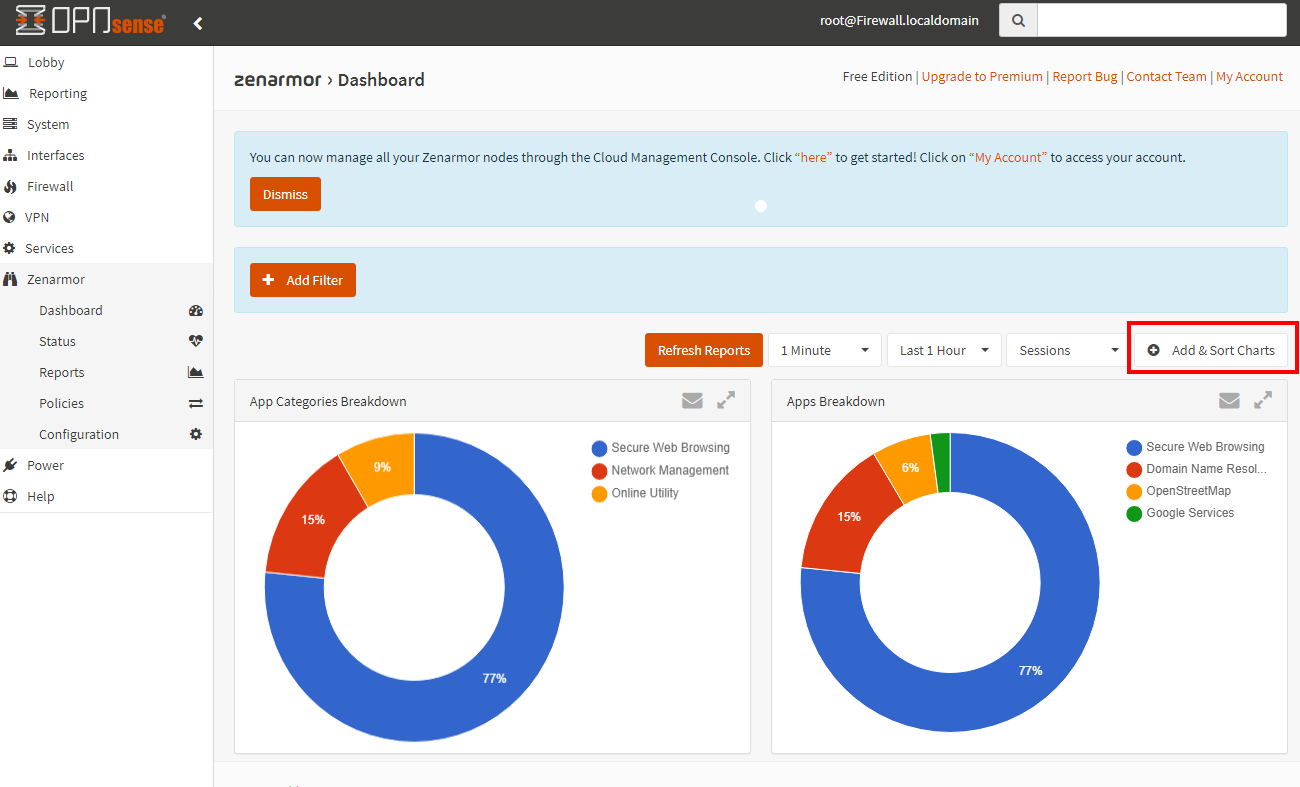 OPNsense®
root@Firewall.localdomain
Lobby
Reporting
System
Interfaces
Firewall
VPN
Services
Zenarmor
Dashboard
Status
Reports
Policies
Configuration
Power
Help
zenarmor › Dashboard
Free Edition | Upgrade to Premium | Report Bug | Contact Team | My Account
You can now manage all your Zenarmor nodes through the Cloud Management Console. Click “here” to get started! Click on “My Account” to access your account.
Dismiss
Add Filter
Refresh Reports
1 Minute
Last 1 Hour
Sessions
Add & Sort Charts
App Categories Breakdown
9%
15%
77%
Secure Web Browsing
Network Management
Online Utility
Apps Breakdown
6%
15%
77%
Secure Web Browsing
Domain Name Resol...
OpenStreetMap
Google Services